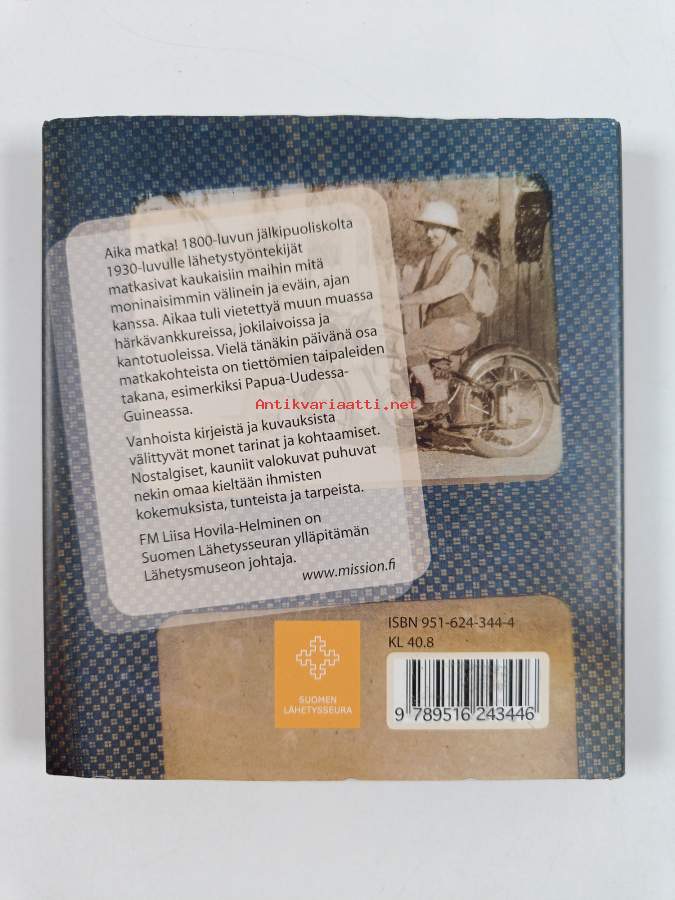 Aika matka! 1800-luvun jälkipuoliskolta
1930-luvulle lähetystyöntekijät
matkasivat kaukaisiin maihin mitä
moninaisimmin välinein ja eväin, ajan
kanssa. Aikaa tuli vietettyä muun muassa
härkävankkureissa, jokilaivoissa ja
kantotuoleissa. Vielä tänäkin päivänä osa
matkakohteista on tiettömien taipaleiden
takana, esimerkiksi Papua-Uudessa-
Guineassa.
Antikvariaatti.net
Vanhoista kirjeistä ja kuvauksista
välittyvät monet tarinat ja kohtaamiset.
Nostalgiset, kauniit valokuvat puhuvat
nekin omaa kieltään ihmisten
kokemuksista, tunteista ja tarpeista.
FM Liisa Hovila-Helminen on
Suomen Lähetysseuran ylläpitämän
Lähetysmuseon johtaja.
www.mission.fi
ISBN 951-624-344-4
KL 40.8
SUOMEN
LÄHETYSSEURA
9 789516 243446